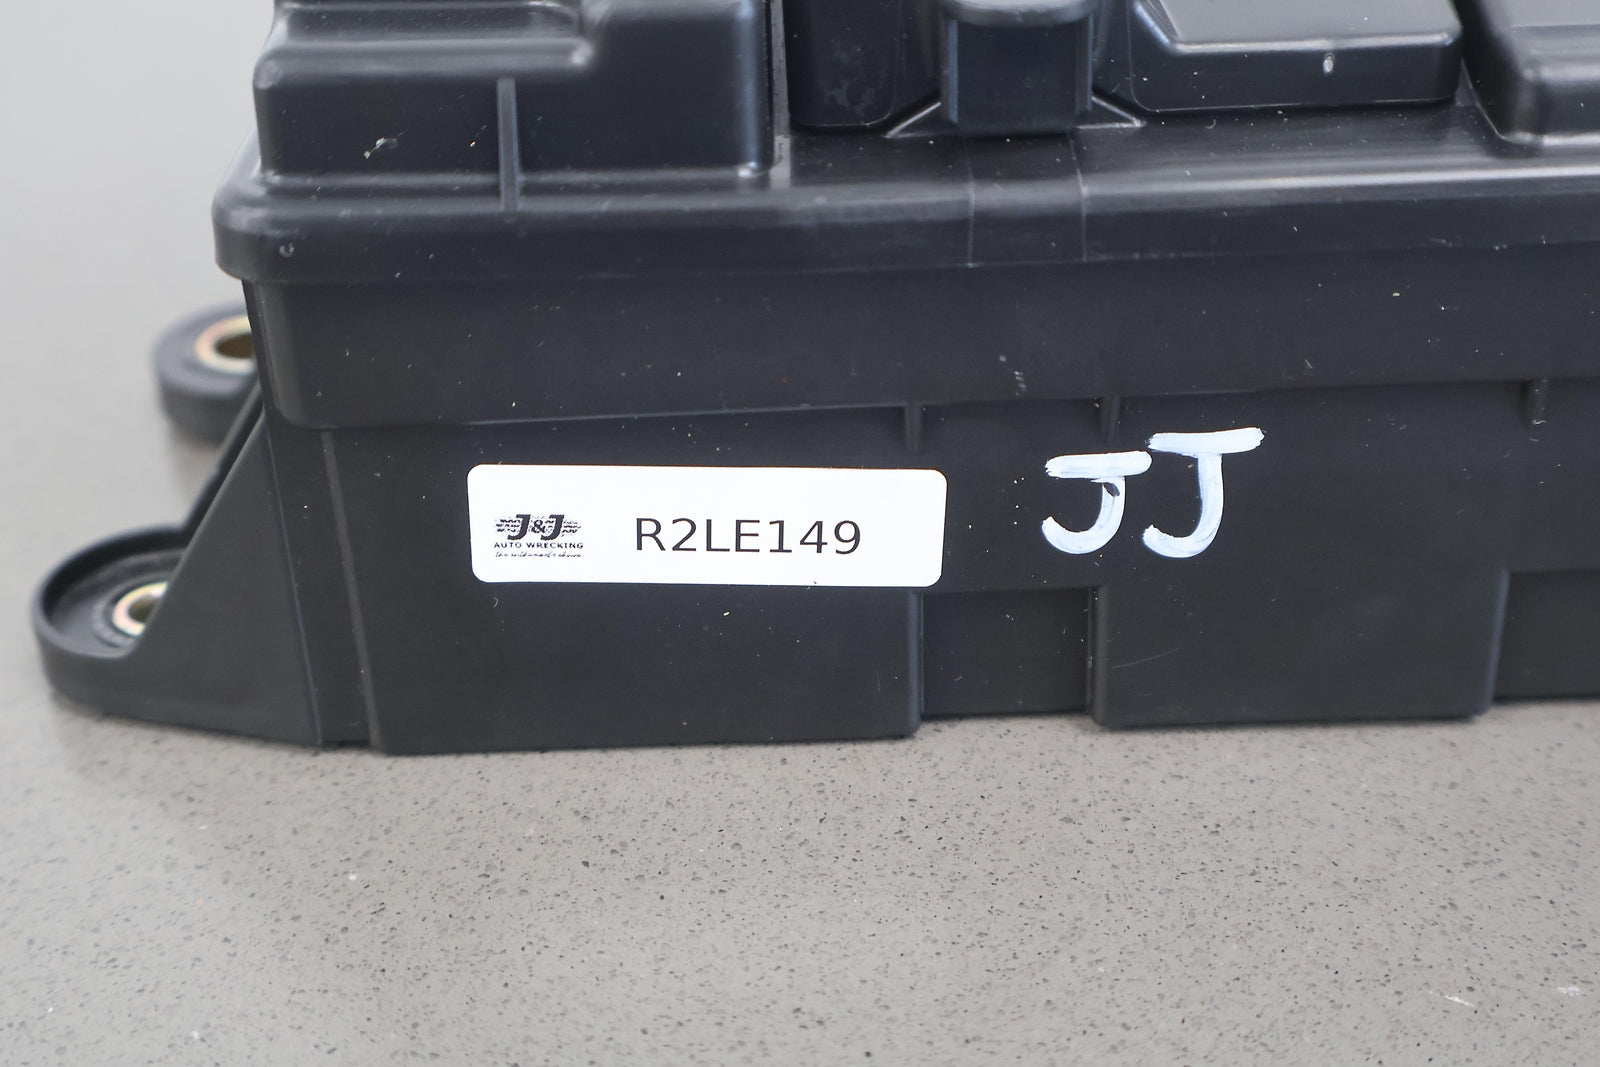 J&J
AUTO WRECKING
R2LE149
JJ